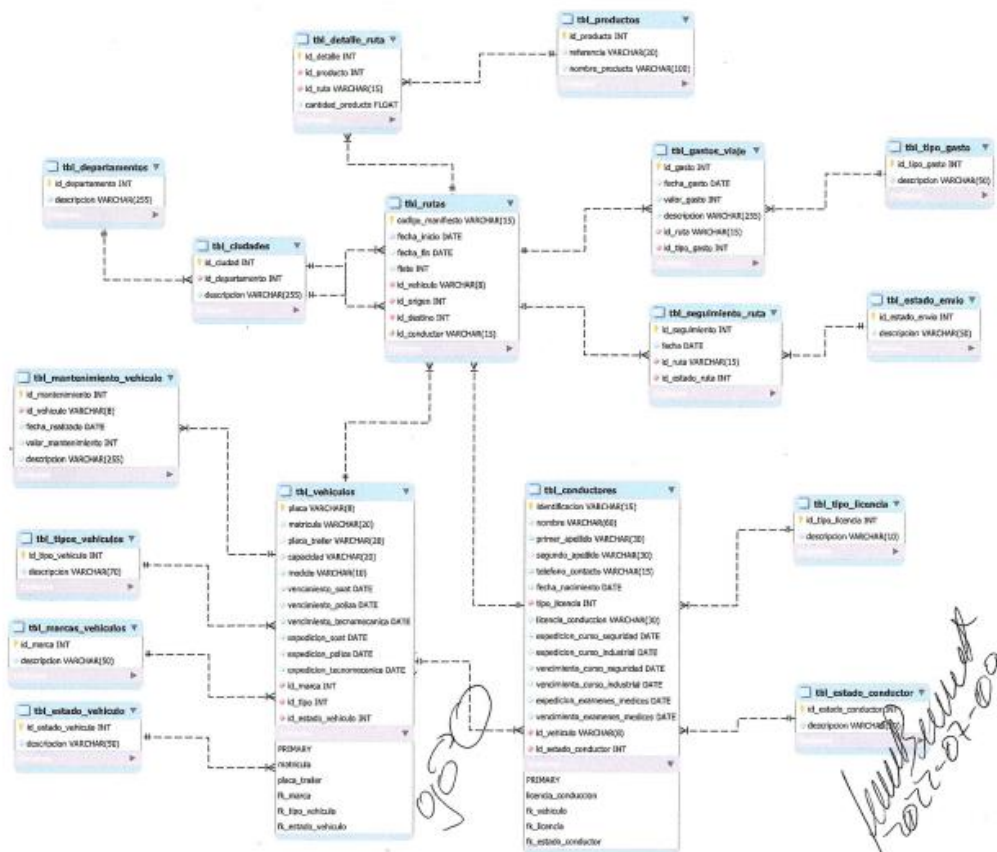 tbl_productos
id_producto INT
referencia VARCHAR(20)
nombre_producto VARCHAR(100)
tbl_detalle_ruta
id_detalle INT
id_producto INT
id_ruta VARCHAR(15)
cantidad_producto FLOAT
tbl_departamentos
id_departamento INT
descripcion VARCHAR(255)
tbl_ciudades
id_ciudad INT
id_departamento INT
descripcion VARCHAR(255)
tbl_rutas
codigo_manifiesto VARCHAR(15)
fecha_inicio DATE
fecha_fin DATE
flete INT
id_vehiculo VARCHAR(8)
id_origen INT
id_destino INT
id_conductor VARCHAR(15)
tbl_gastos_viaje
id_gasto INT
fecha_gasto DATE
valor_gasto INT
descripcion VARCHAR(255)
id_ruta VARCHAR(15)
id_tipo_gasto INT
tbl_tipo_gasto
id_tipo_gasto INT
descripcion VARCHAR(50)
tbl_seguimiento_ruta
id_seguimiento INT
fecha DATE
id_ruta VARCHAR(15)
id_estado_ruta INT
tbl_estado_envio
id_estado_envio INT
descripcion VARCHAR(50)
tbl_mantenimiento_vehiculo
id_mantenimiento INT
id_vehiculo VARCHAR(8)
fecha_realizado DATE
valor_mantenimiento INT
descripcion VARCHAR(255)
tbl_tipos_vehiculos
id_tipo_vehiculo INT
descripcion VARCHAR(70)
tbl_marcas_vehiculos
id_marca INT
descripcion VARCHAR(50)
tbl_estado_vehiculo
id_estado_vehiculo INT
descripcion VARCHAR(50)
tbl_vehiculos
placa VARCHAR(8)
matricula VARCHAR(20)
placa_trailer VARCHAR(20)
capacidad VARCHAR(20)
modelo VARCHAR(10)
vencimiento_soat DATE
vencimiento_poliza DATE
vencimiento_tecnomecanica DATE
expedicion_soat DATE
expedicion_poliza DATE
expedicion_tecnomecanica DATE
id_marca INT
id_tipo INT
id_estado_vehiculo INT
PRIMARY
matricula
placa_trailer
fk_marca
fk_tipo_vehiculo
fk_estado_vehiculo
tbl_conductores
identificacion VARCHAR(15)
nombre VARCHAR(60)
primer_apellido VARCHAR(30)
segundo_apellido VARCHAR(30)
telefono_contacto VARCHAR(15)
fecha_nacimiento DATE
tipo_licencia INT
licencia_conduccion VARCHAR(30)
expedicion_curso_seguridad DATE
expedicion_curso_industrial DATE
vencimiento_curso_seguridad DATE
vencimiento_curso_industrial DATE
expedicion_examenes_medicos DATE
vencimiento_examenes_medicos DATE
id_vehiculo VARCHAR(8)
id_estado_conductor INT
PRIMARY
licencia_conduccion
fk_vehiculo
fk_licencia
fk_estado_conductor
tbl_tipo_licencia
id_tipo_licencia INT
descripcion VARCHAR(10)
tbl_estado_conductor
id_estado_conductor INT
descripcion